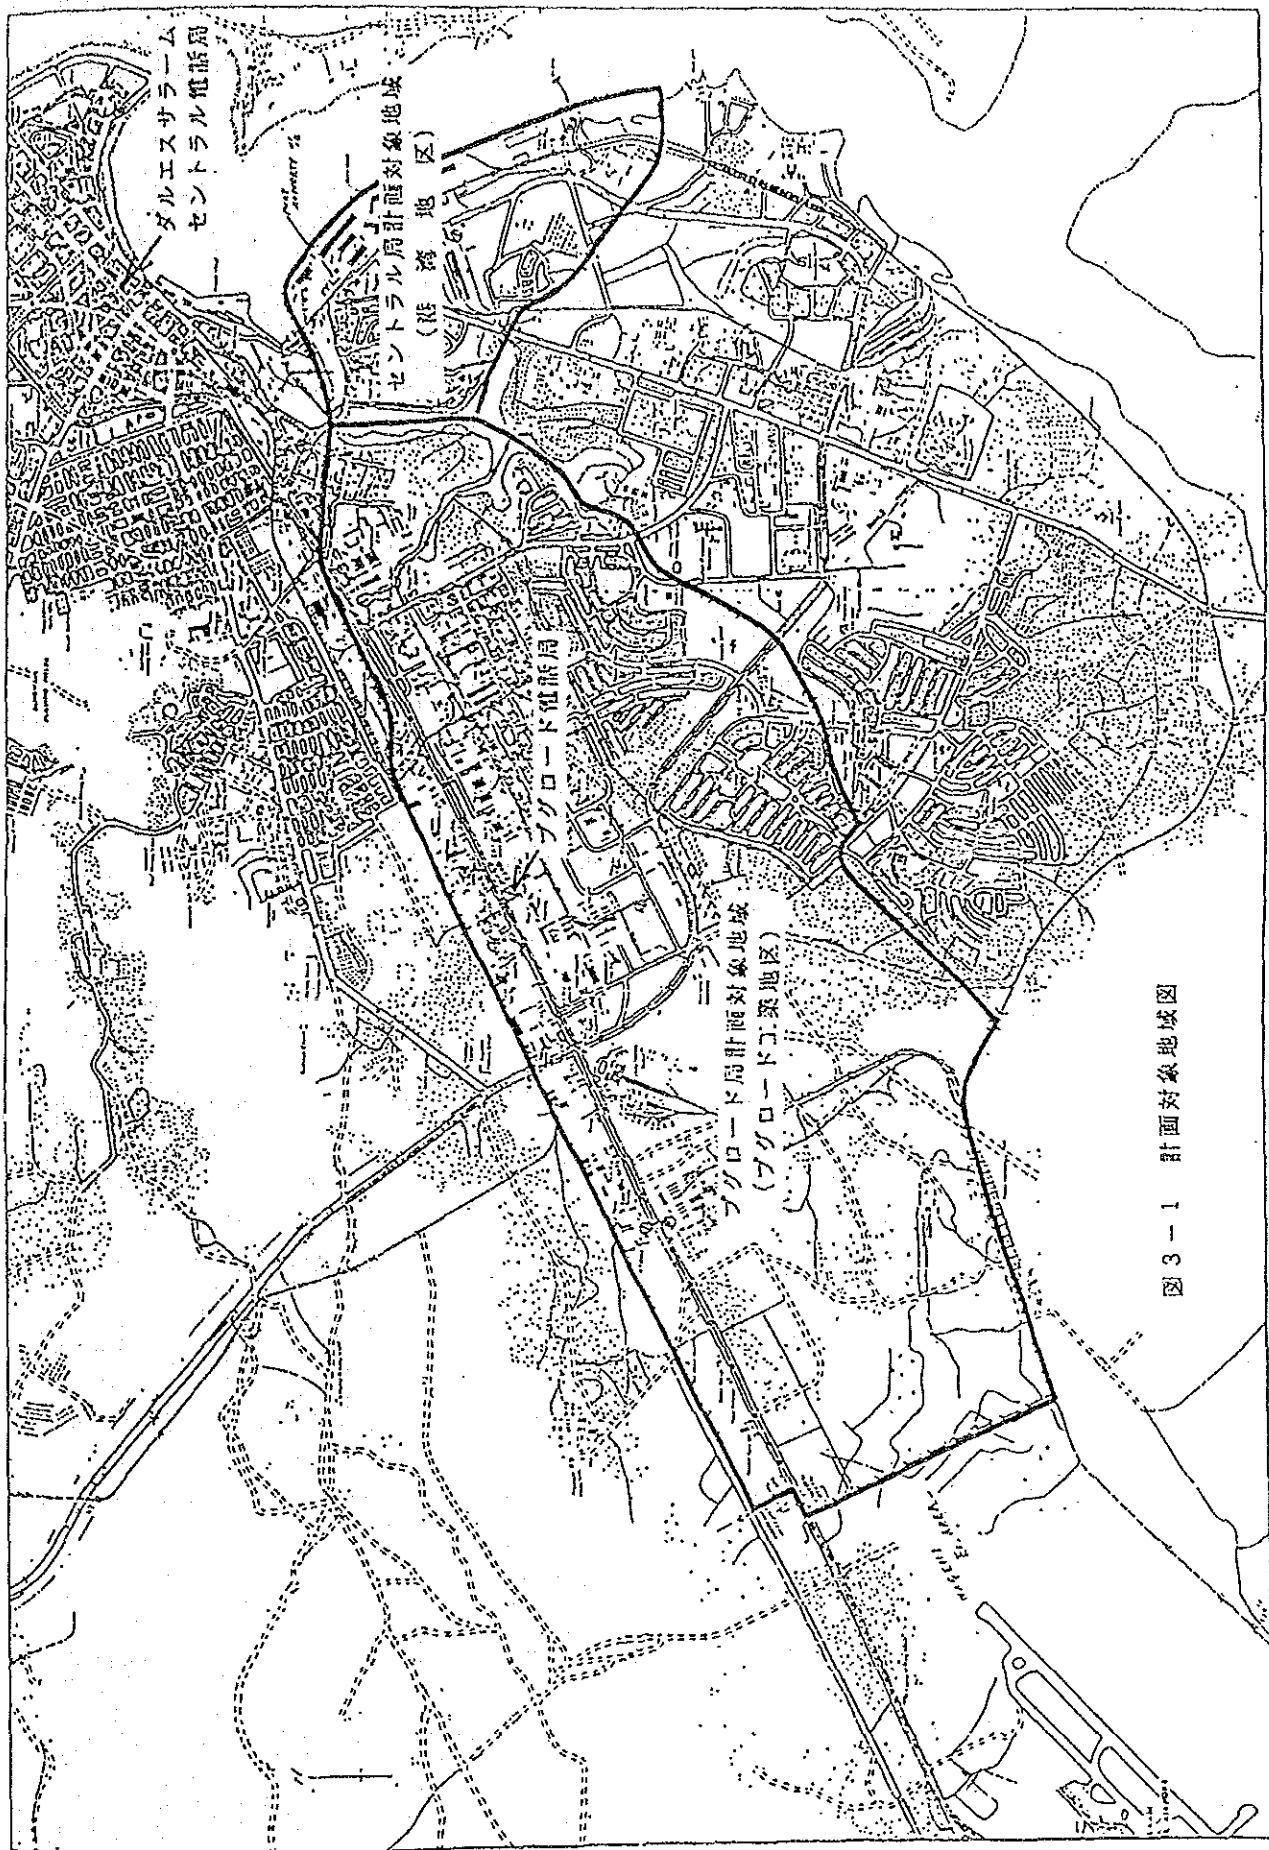 ダルエスサラーム
セントラル電話局
セントラル局計画対象地域
（港湾地区）
プグロード電話局
プグロード局計画対象地域
（プグロード工業地区）
図3-1 計画対象地域図